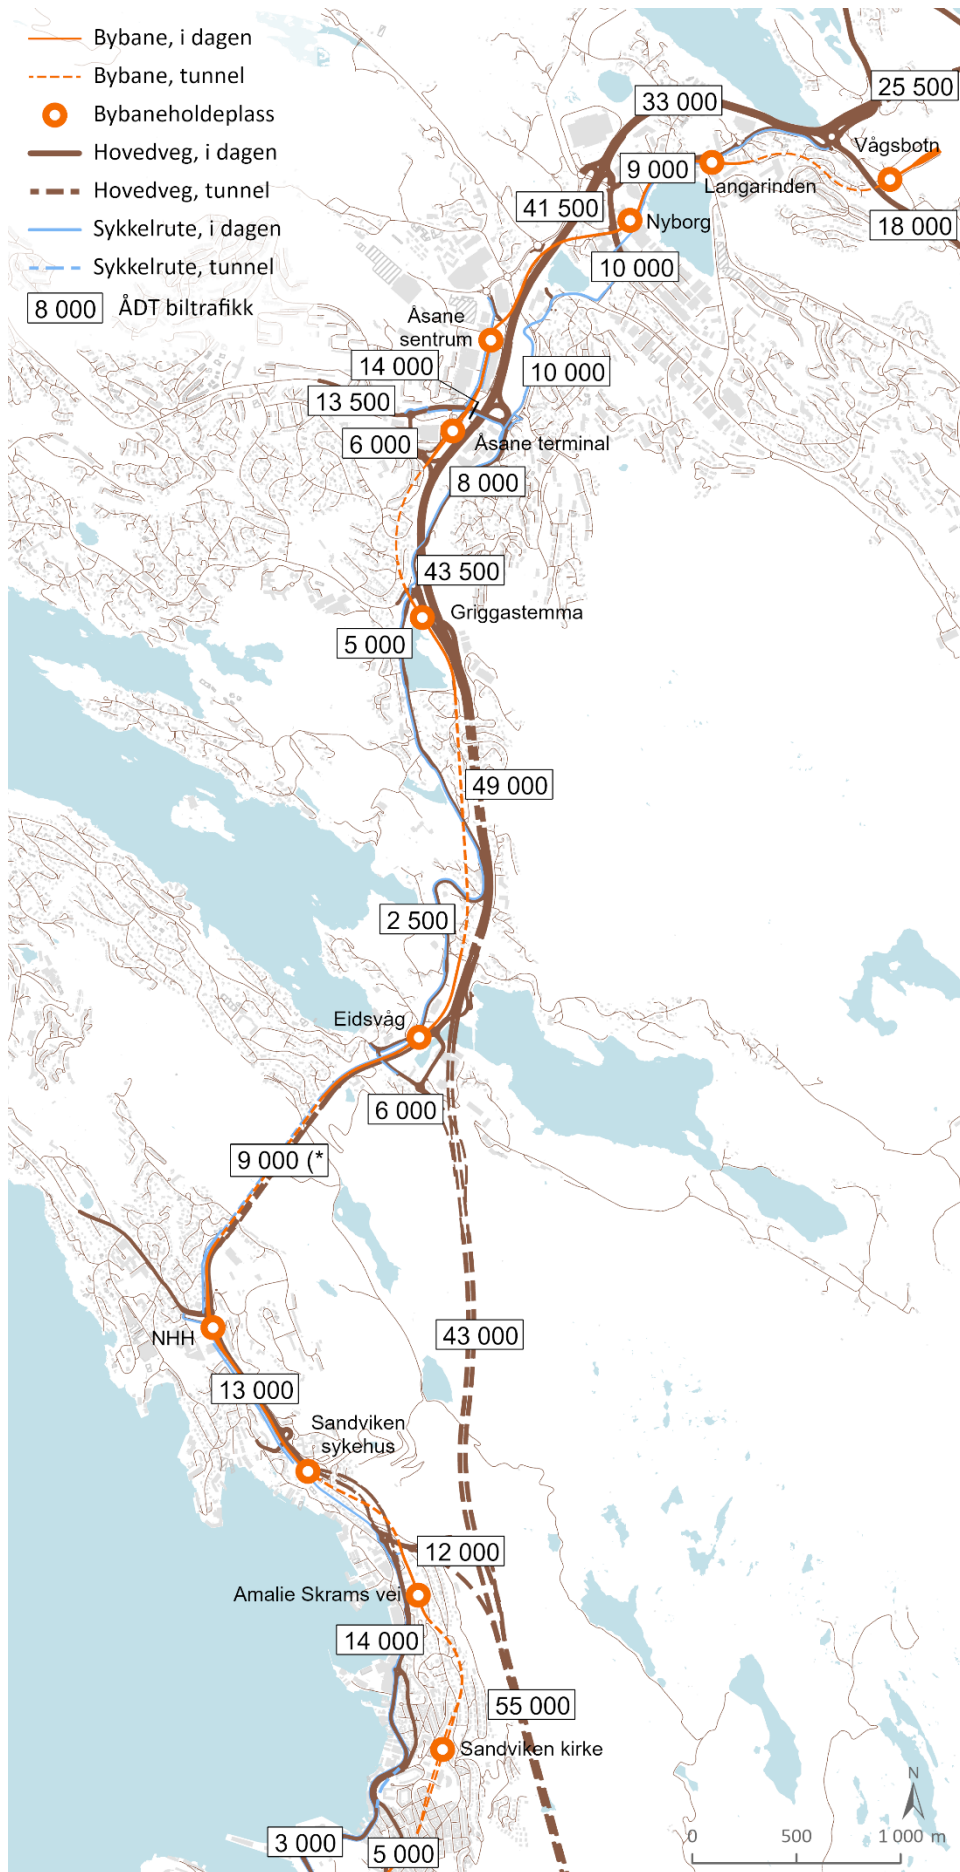 Bybane, i dagen
Bybane, tunnel
Bybaneholdeplass
Hovedveg, i dagen
Hovedveg, tunnel
Sykkelrute, i dagen
Sykkelrute, tunnel
8 000 ÅDT biltrafikk
25 500
33 000
Vågsbotn
9 000
Langarinden
41 500
Nyborg
18 000
10 000
Åsane
sentrum
14 000
10 000
13 500
6 000
Åsane terminal
8 000
43 500
Griggastemma
5 000
49 000
2 500
Eidsvåg
6 000
9 000 (*
NHH
43 000
13 000
Sandviken
sykehus
12 000
Amalie Skrams vei
14 000
55 000
Sandviken kirke
N
3 000
5 000
0 500 1 000 m